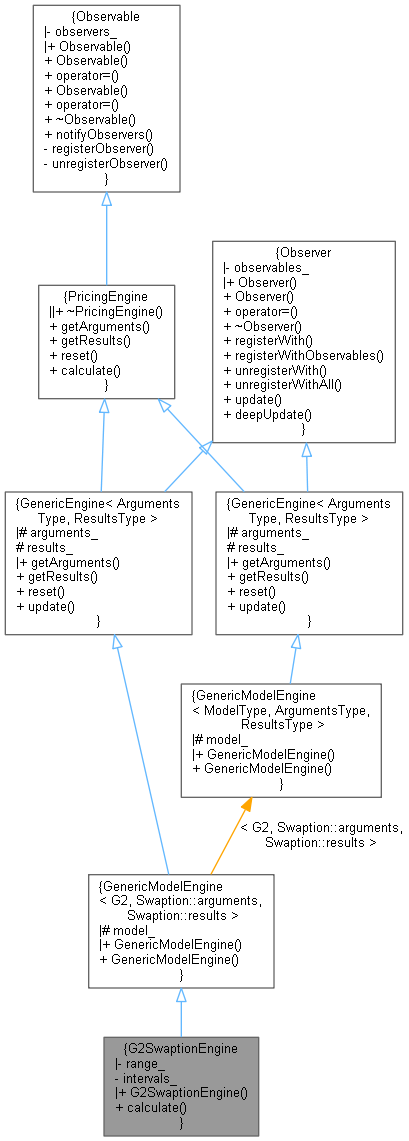 {Observable
|- observers_
|+ Observable()
+ Observable()
+ operator=()
+ Observable()
+ operator=()
+ ~Observable()
+ notifyObservers()
- registerObserver()
- unregisterObserver()
}
{Observer
|- observables_
|+ Observer()
+ Observer()
+ operator=()
+ ~Observer()
+ registerWith()
+ registerWithObservables()
+ unregisterWith()
+ unregisterWithAll()
+ update()
+ deepUpdate()
}
{PricingEngine
||+ ~PricingEngine()
+ getArguments()
+ getResults()
+ reset()
+ calculate()
}
{GenericEngine< Arguments
Type, ResultsType >
|# arguments_
# results_
|+ getArguments()
+ getResults()
+ reset()
+ update()
}
{GenericEngine< Arguments
Type, ResultsType >
|# arguments_
# results_
|+ getArguments()
+ getResults()
+ reset()
+ update()
}
{GenericModelEngine
< ModelType, ArgumentsType,
ResultsType >
|# model_
|+ GenericModelEngine()
+ GenericModelEngine()
}
< G2, Swaption::arguments,
Swaption::results >
{GenericModelEngine
< G2, Swaption::arguments,
Swaption::results >
|# model_
|+ GenericModelEngine()
+ GenericModelEngine()
}
{G2SwaptionEngine
|- range_
- intervals_
|+ G2SwaptionEngine()
+ calculate()
}